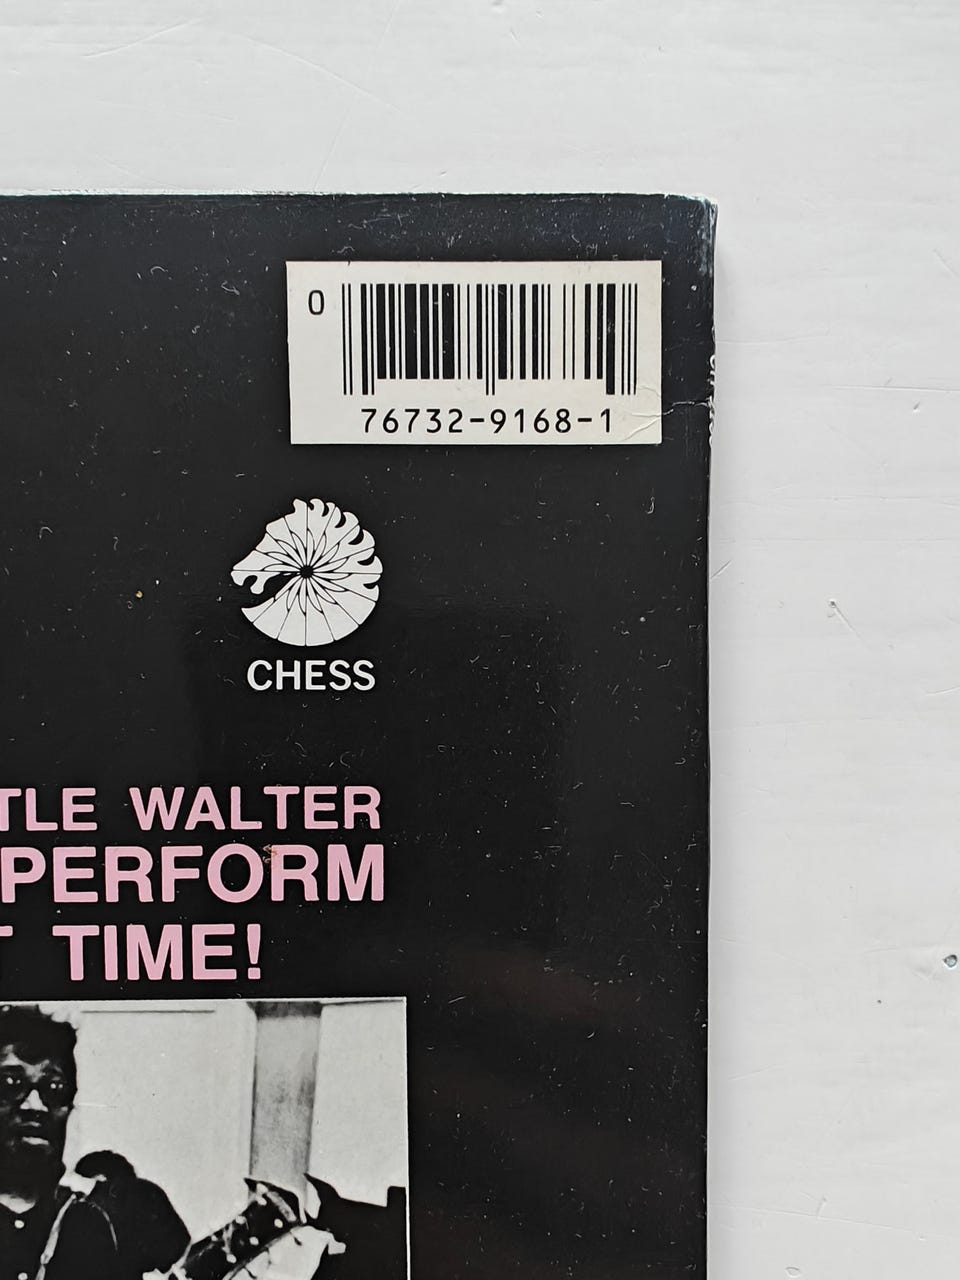 0
76732-9168-1
CHESS
TLE WALTER
PERFORM
T TIME!